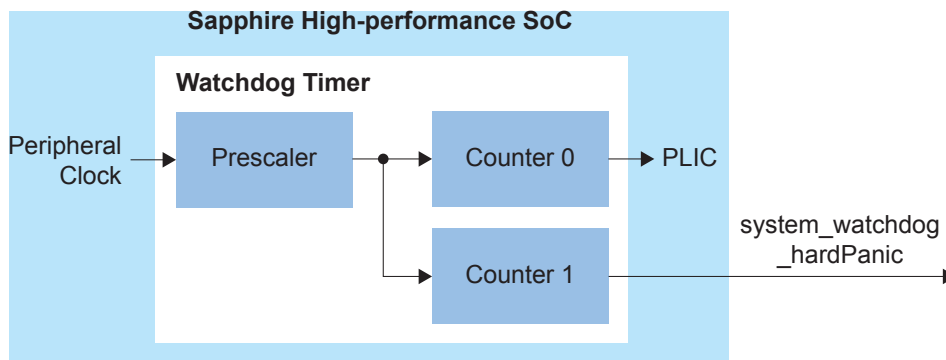 Sapphire High-performance SoC
Watchdog Timer
Peripheral
Clock
Prescaler
Counter 0
PLIC
Counter 1
system_watchdog
_hardPanic